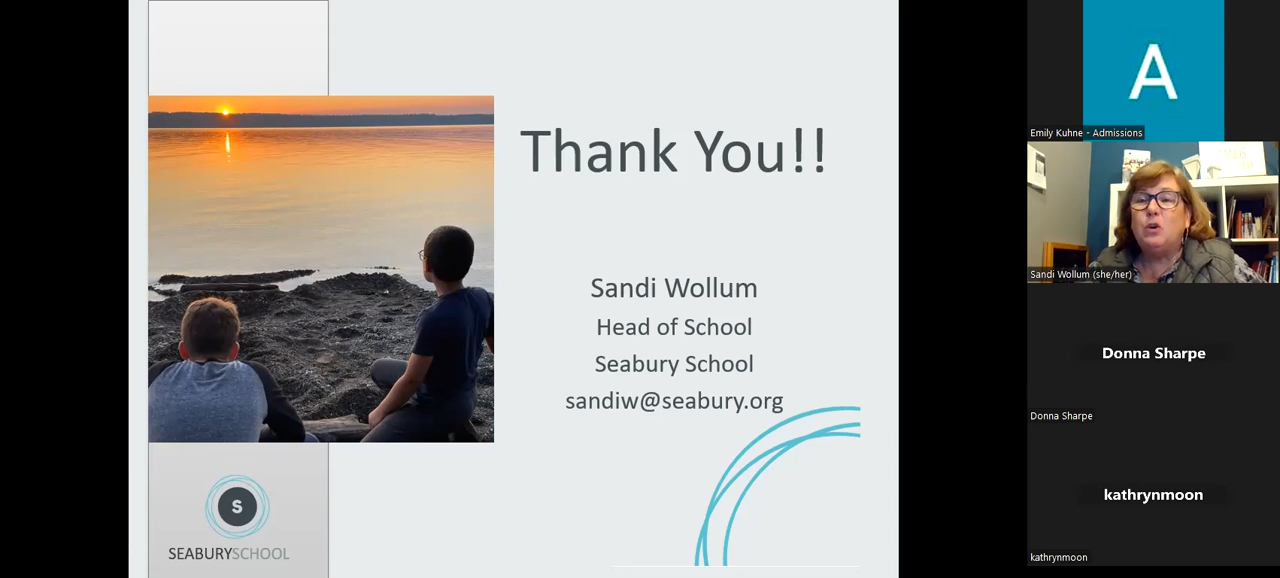 Thank You!!
Sandi Wollum
Head of School
Seabury School
sandiw@seabury.org
S
SEABURYSCHOOL
A
Emily Kuhne - Admissions
Sandi Wollum (she/her)
Donna Sharpe
Donna Sharpe
kathrynmoon
kathrynmoon